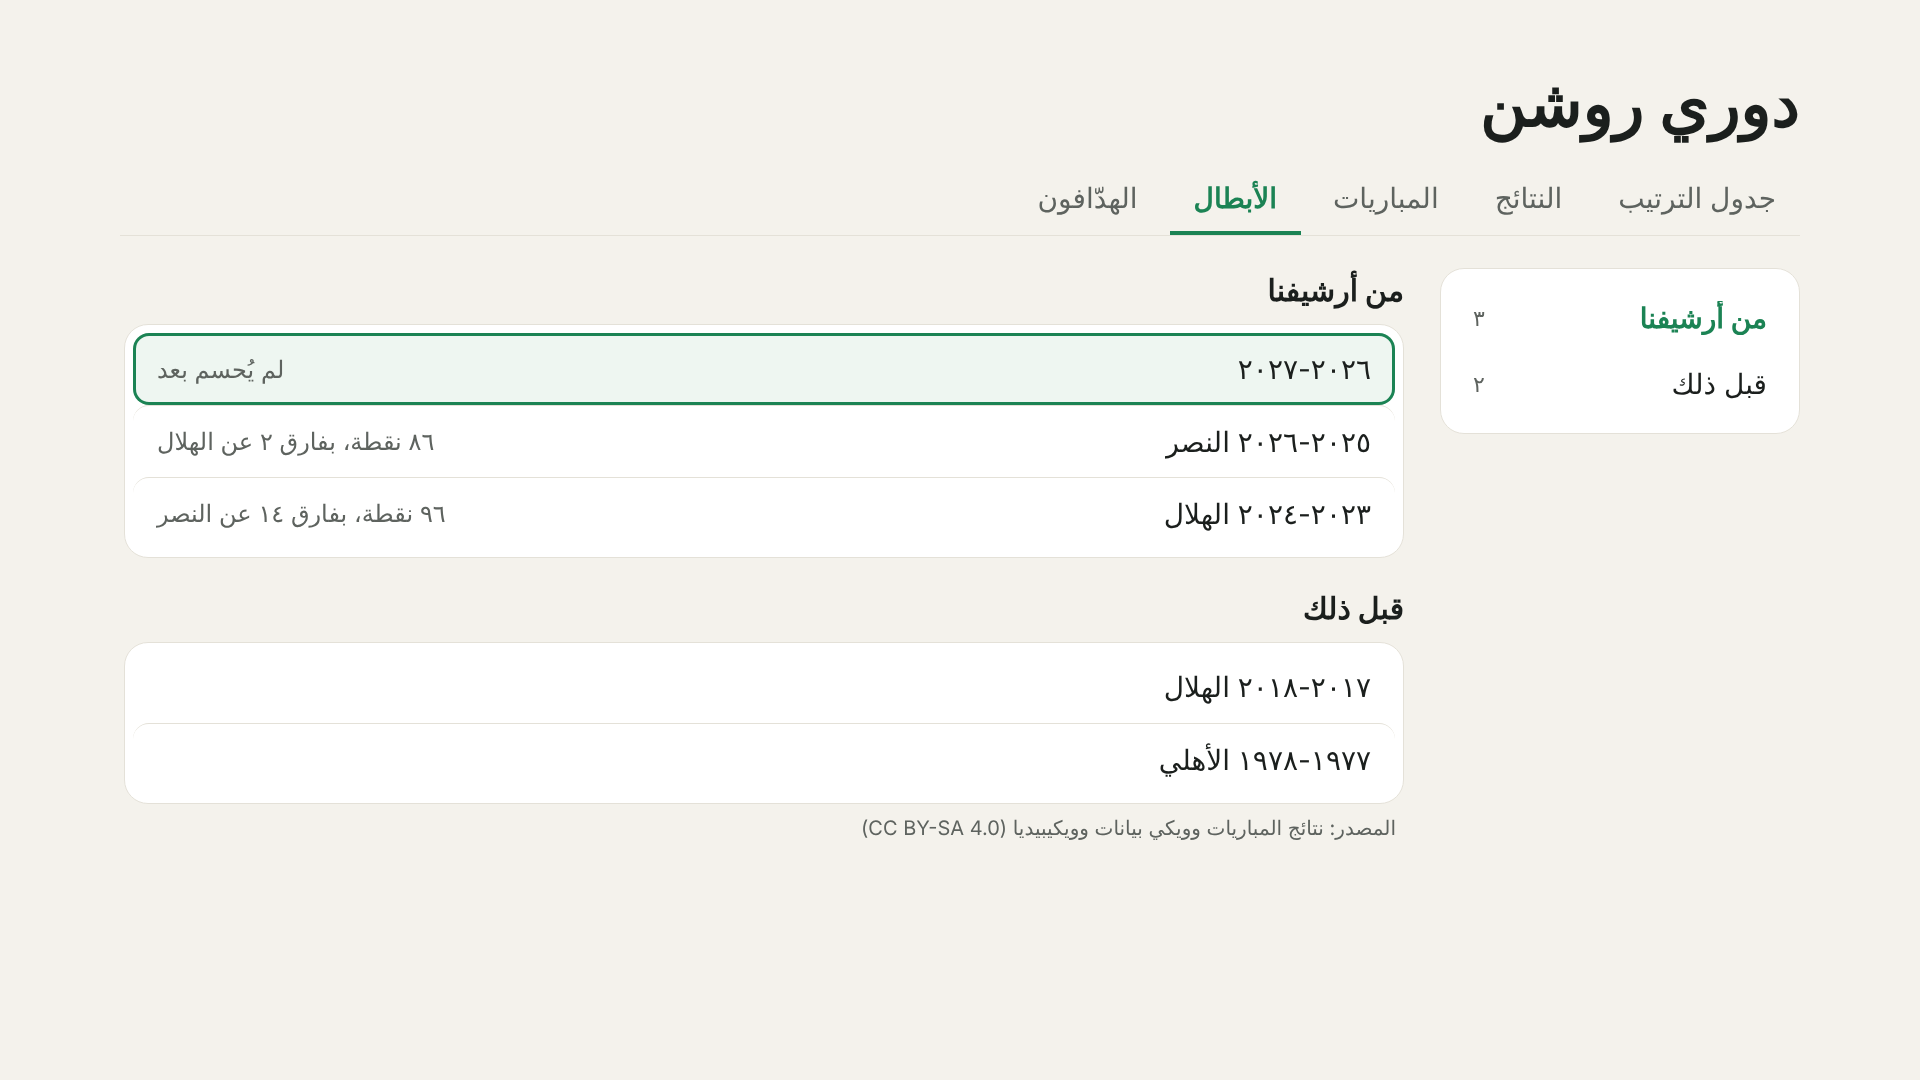 دوري روشن
جدول الترتيب
النتائج
المباريات
الأبطال
الهدّافون
من أرشيفنا ٣
قبل ذلك ٢
من أرشيفنا
٢٠٢٦-٢٠٢٧ لم يُحسم بعد
٢٠٢٥-٢٠٢٦ النصر ٨٦ نقطة، بفارق ٢ عن الهلال
٢٠٢٣-٢٠٢٤ الهلال ٩٦ نقطة، بفارق ١٤ عن النصر
قبل ذلك
٢٠١٧-٢٠١٨ الهلال
١٩٧٧-١٩٧٨ الأهلي
المصدر: نتائج المباريات وويكي بيانات وويكيبيديا (CC BY-SA 4.0)